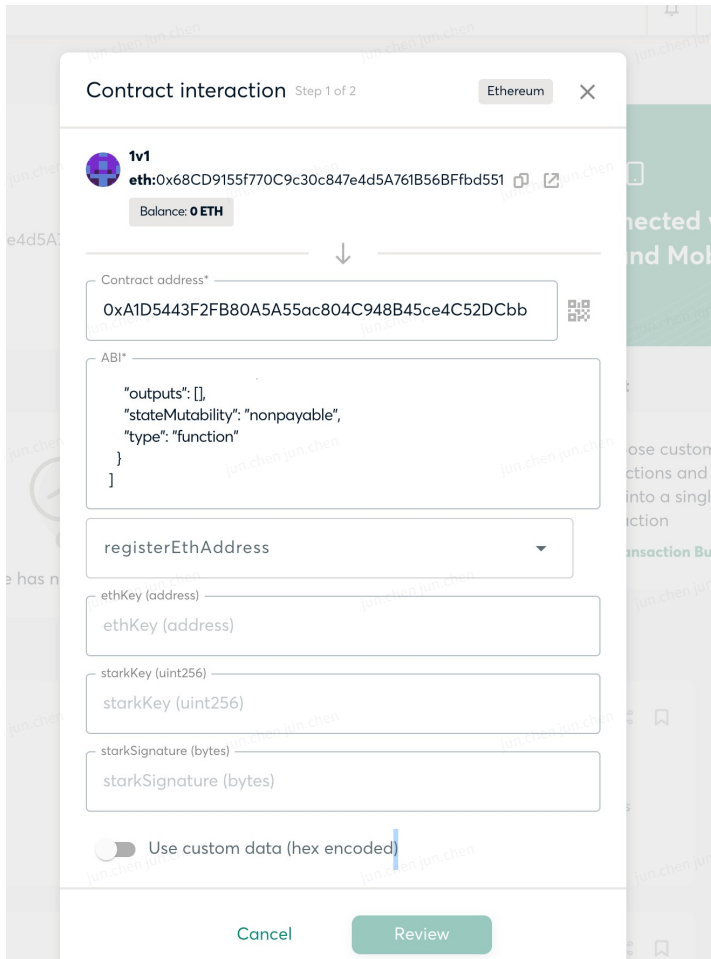 Contract interaction Step 1 of 2 Ethereum
1v1
eth:0x68CD9155f770C9c30c847e4d5A761B56BFfbd551
Balance: 0 ETH
Contract address*
0xA1D5443F2FB80A5A55ac804C948B45ce4C52DCbb
ABI*
"outputs": [],
"stateMutability": "nonpayable",
"type": "function"
}
]
registerEthAddress
ethKey (address)
ethKey (address)
starkKey (uint256)
starkKey (uint256)
starkSignature (bytes)
starkSignature (bytes)
Use custom data (hex encoded)
Cancel Review
e4d5A
e has n
nected
nd Mob
ose custom
ctions and
into a singl
action
ansaction Bu
jun.chen jun.chen